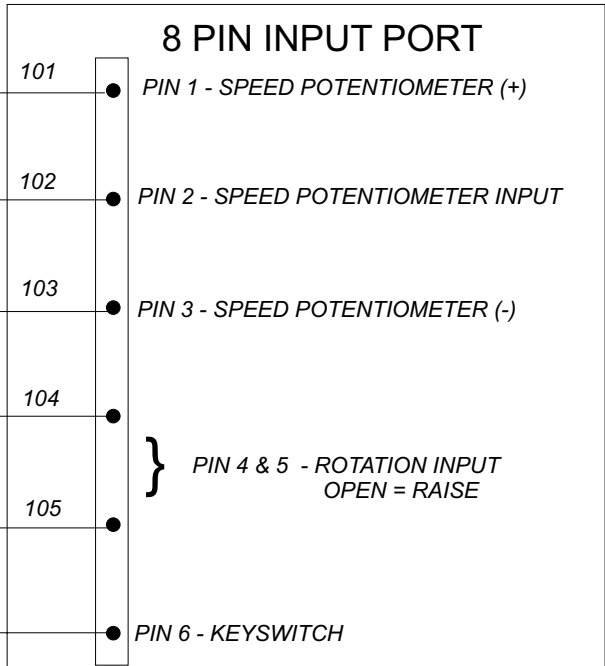 8 PIN INPUT PORT
101
PIN 1 - SPEED POTENTIOMETER (+)
102
PIN 2 - SPEED POTENTIOMETER INPUT
103
PIN 3 - SPEED POTENTIOMETER (-)
104
} PIN 4 & 5 - ROTATION INPUT
OPEN = RAISE
105
PIN 6 - KEYSWITCH